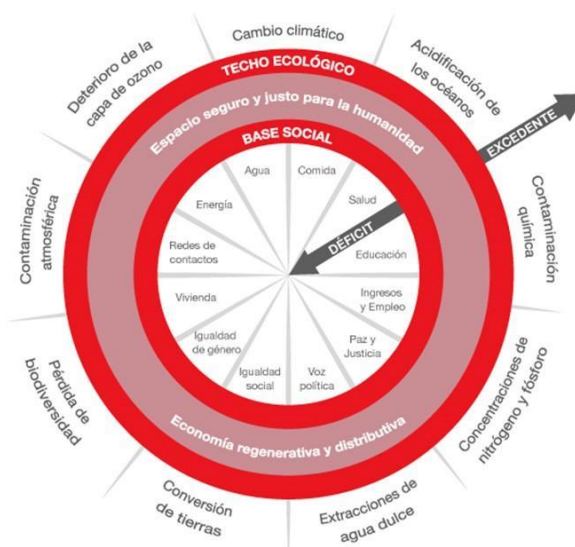 Cambio climático
Acidificación de
los océanos
EXCEDENTE
Contaminación
química
Concentraciones de
nitrógeno y fósforo
Extracciones de
agua dulce
Conversión
de tierras
Pérdida de
biodiversidad
Contaminación
atmosférica
Deterioro de la
capa de ozono
TECHO ECOLÓGICO
Espacio seguro y justo para la humanidad
BASE SOCIAL
Agua
Comida
Salud
DÉFICIT
Educación
Ingresos
y Empleo
Paz y
Justicia
Voz
política
Igualdad
social
Igualdad
de género
Vivienda
Redes de
contactos
Energía
Economía regenerativa y distributiva